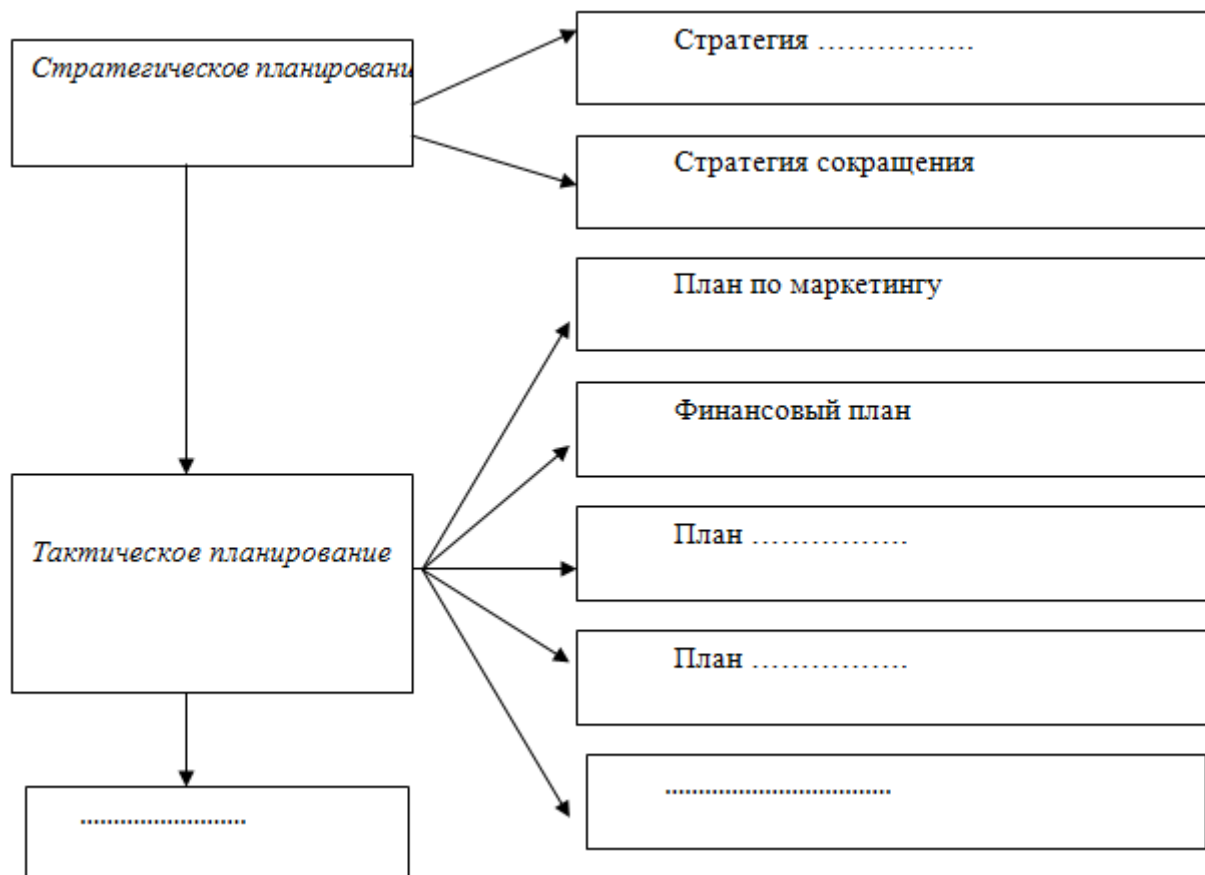 Стратегия …………….
Стратегическое планировани
Стратегия сокращения
План по маркетингу
Финансовый план
План …………….
Тактическое планирование
План …………….
..................................
.........................